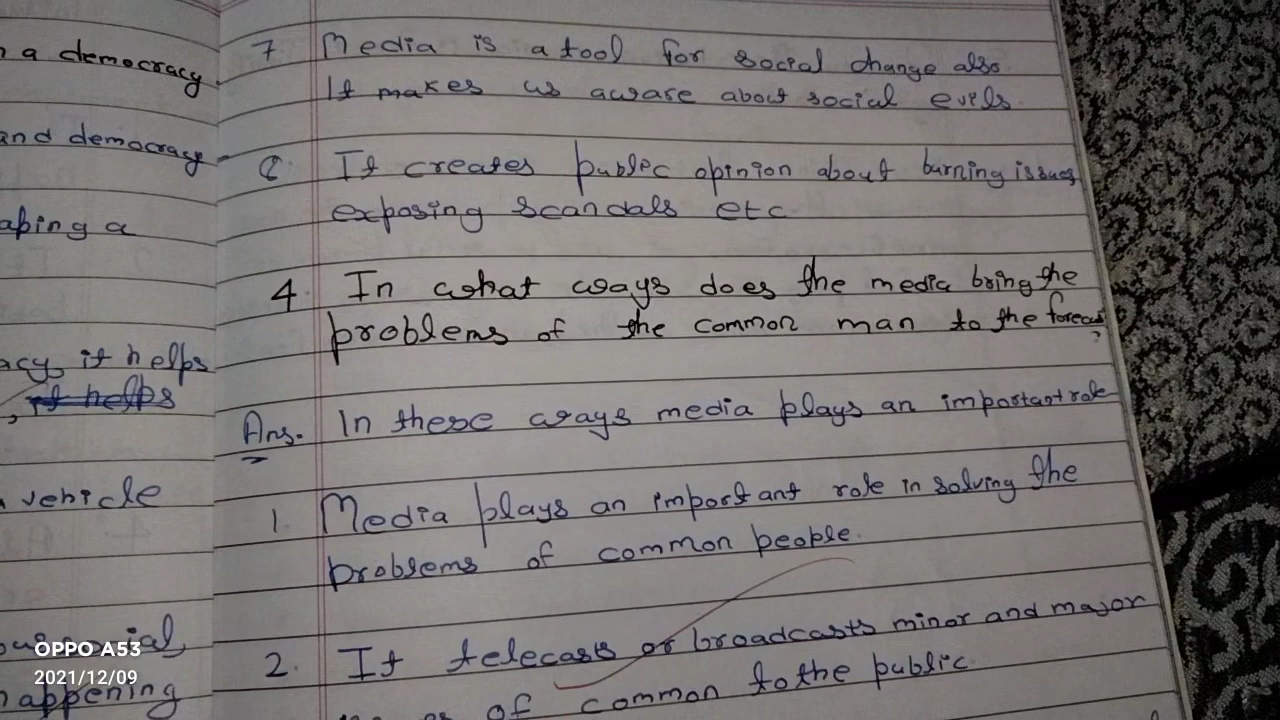 a democracy
and democracy
aping a
acy, it helps
, it helps
vehicle
happening
7. Media is a tool for social change also
It makes us aware about social evils.
8. It creates public opinion about burning issues
exposing scandals etc
4. In what ways does the media bring the
problems of the common man to the forecus
?
Ans. In these ways media plays an important role
1. Media plays an important role in solving the
problems of common people.
2. It telecasts or broadcasts minor and major
of common to the public.
OPPO A53
2021/12/09